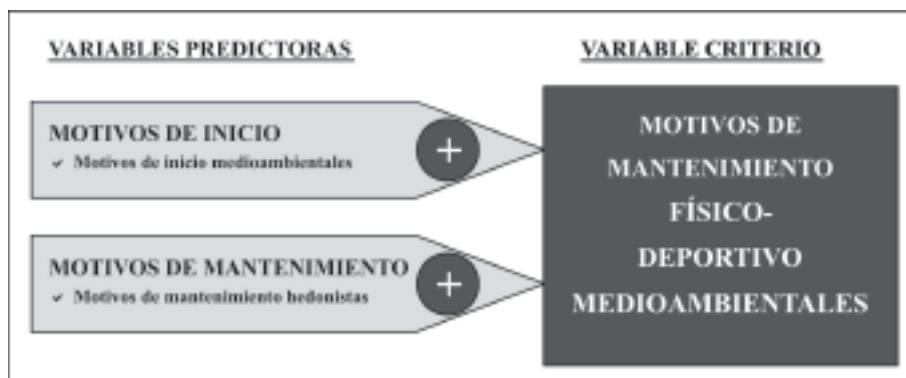 VARIABLES PREDICTORAS
VARIABLE CRITERIO
MOTIVOS DE INICIO
✓ Motivos de inicio medioambientales
+
MOTIVOS DE MANTENIMIENTO
✓ Motivos de mantenimiento hedonistas
+
MOTIVOS DE
MANTENIMIENTO
FÍSICO-
DEPORTIVO
MEDIOAMBIENTALES